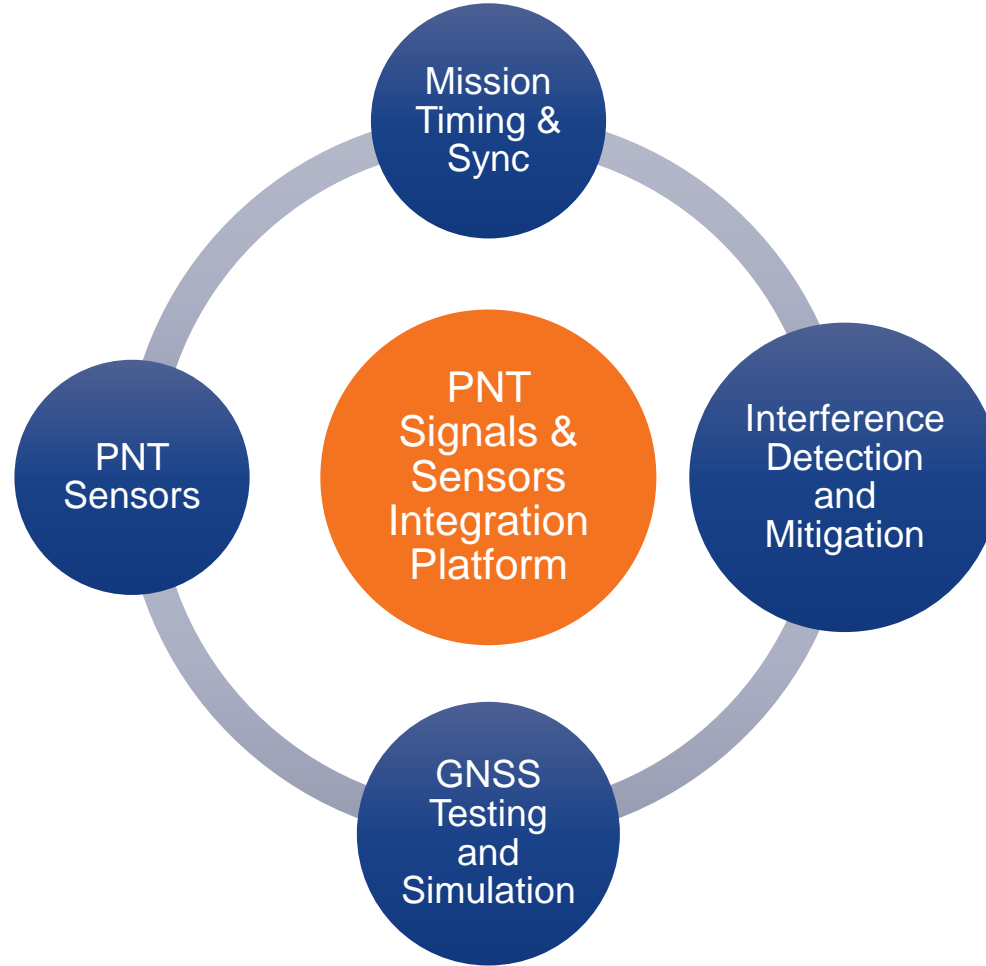 Mission
Timing &
Sync
PNT
Sensors
PNT
Signals &
Sensors
Integration
Platform
Interference
Detection
and
Mitigation
GNSS
Testing
and
Simulation